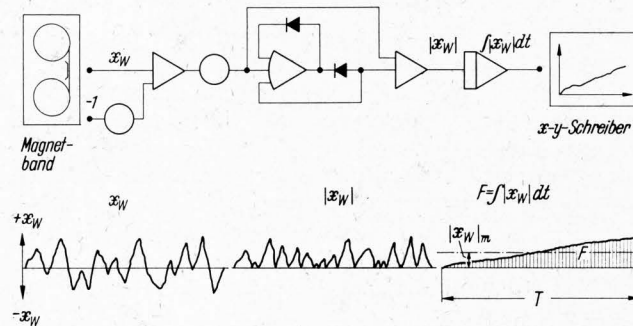 x_W
|x_W|
∫|x_W|dt
-1
Magnet-
band
x-y-Schreiber
x_W
|x_W|
F=∫|x_W|dt
+x_W
|x_W|_m
F
-x_W
T